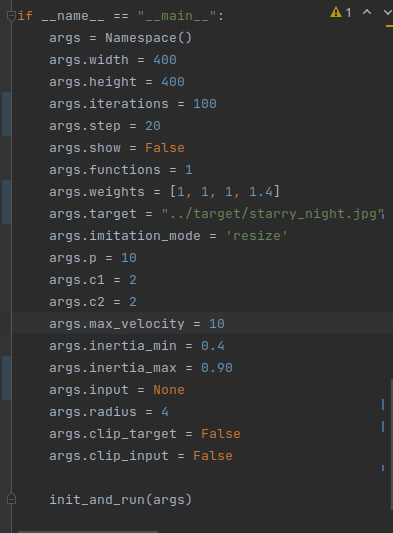 if __name__ == "__main__":
    args = Namespace()
    args.width = 400
    args.height = 400
    args.iterations = 100
    args.step = 20
    args.show = False
    args.functions = 1
    args.weights = [1, 1, 1, 1.4]
    args.target = "../target/starry_night.jpg"
    args.imitation_mode = 'resize'
    args.p = 10
    args.c1 = 2
    args.c2 = 2
    args.max_velocity = 10
    args.inertia_min = 0.4
    args.inertia_max = 0.90
    args.input = None
    args.radius = 4
    args.clip_target = False
    args.clip_input = False

    init_and_run(args)
1